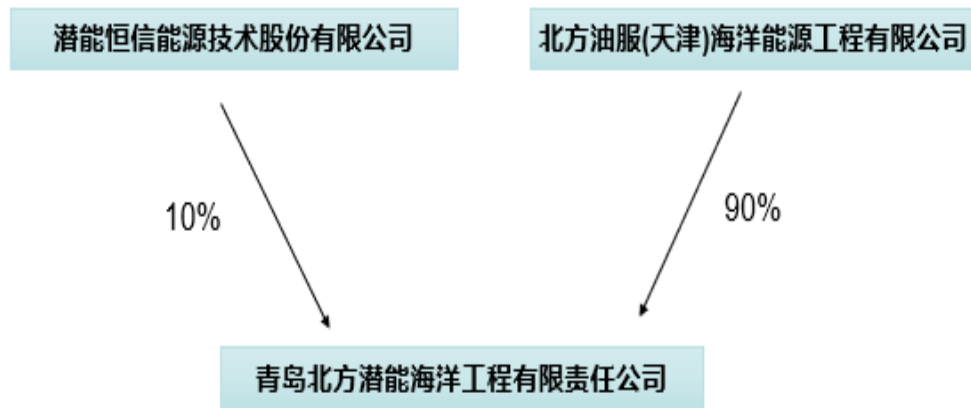 潜能恒信能源技术股份有限公司
北方油服(天津)海洋能源工程有限公司
10%
90%
青岛北方潜能海洋工程有限责任公司